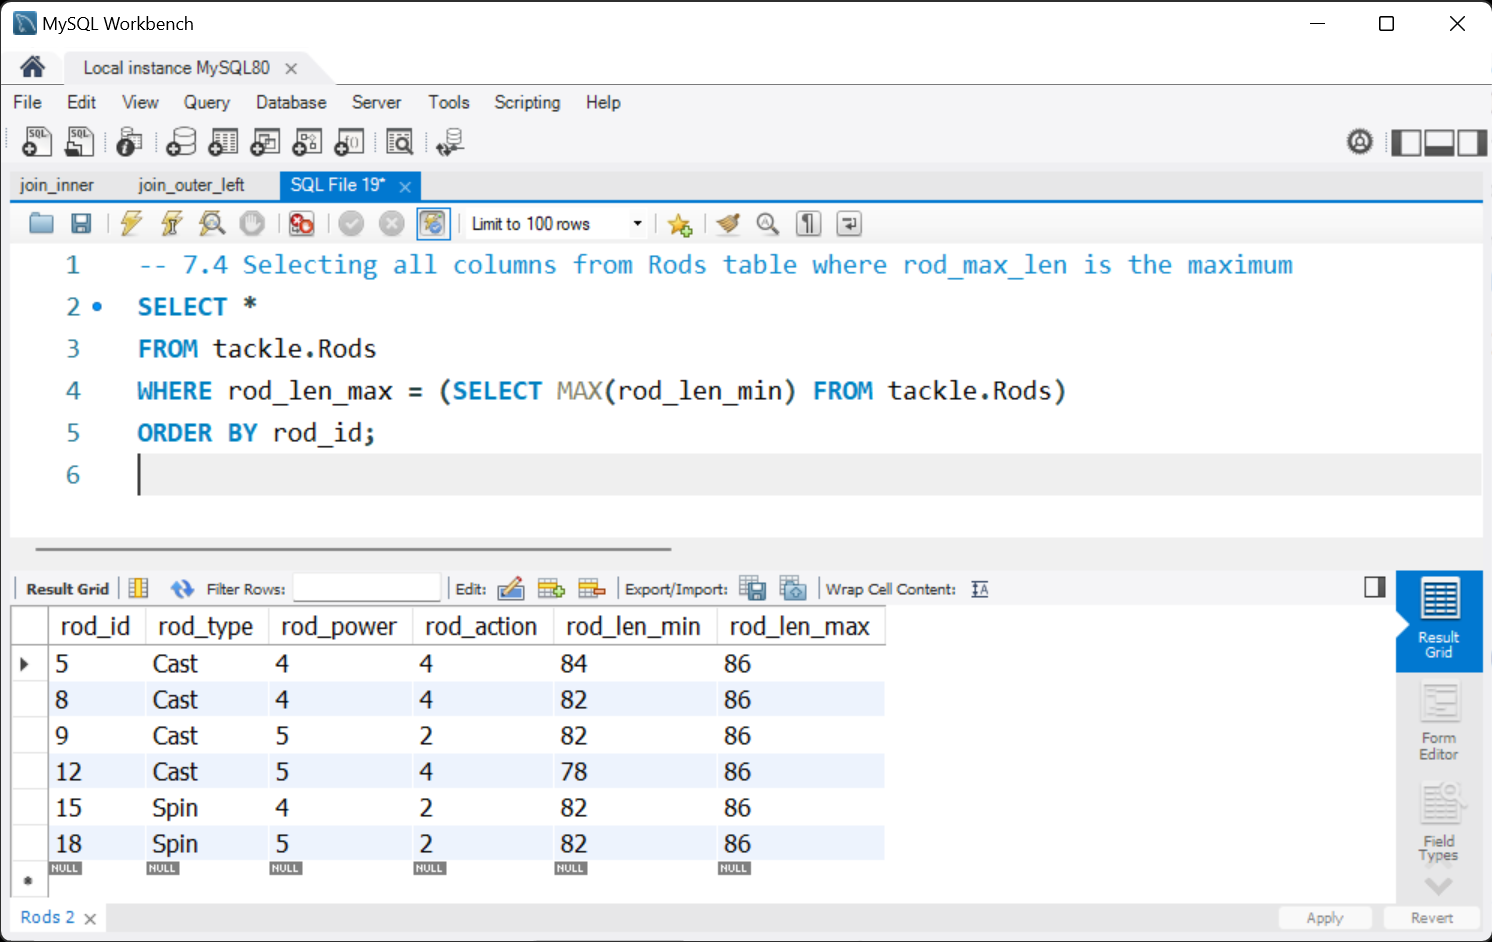 MySQL Workbench
Local instance MySQL80
File Edit View Query Database Server Tools Scripting Help
join_inner join_outer_left SQL File 19*
Limit to 100 rows
1 -- 7.4 Selecting all columns from Rods table where rod_max_len is the maximum
2 SELECT *
3 FROM tackle.Rods
4 WHERE rod_len_max = (SELECT MAX(rod_len_min) FROM tackle.Rods)
5 ORDER BY rod_id;
6
Result Grid Filter Rows: Edit: Export/Import: Wrap Cell Content:
rod_id rod_type rod_power rod_action rod_len_min rod_len_max
5 Cast 4 4 84 86
8 Cast 4 4 82 86
9 Cast 5 2 82 86
12 Cast 5 4 78 86
15 Spin 4 2 82 86
18 Spin 5 2 82 86
NULL NULL NULL NULL NULL NULL
Result
Grid
Form
Editor
Field
Types
Rods 2 Apply Revert